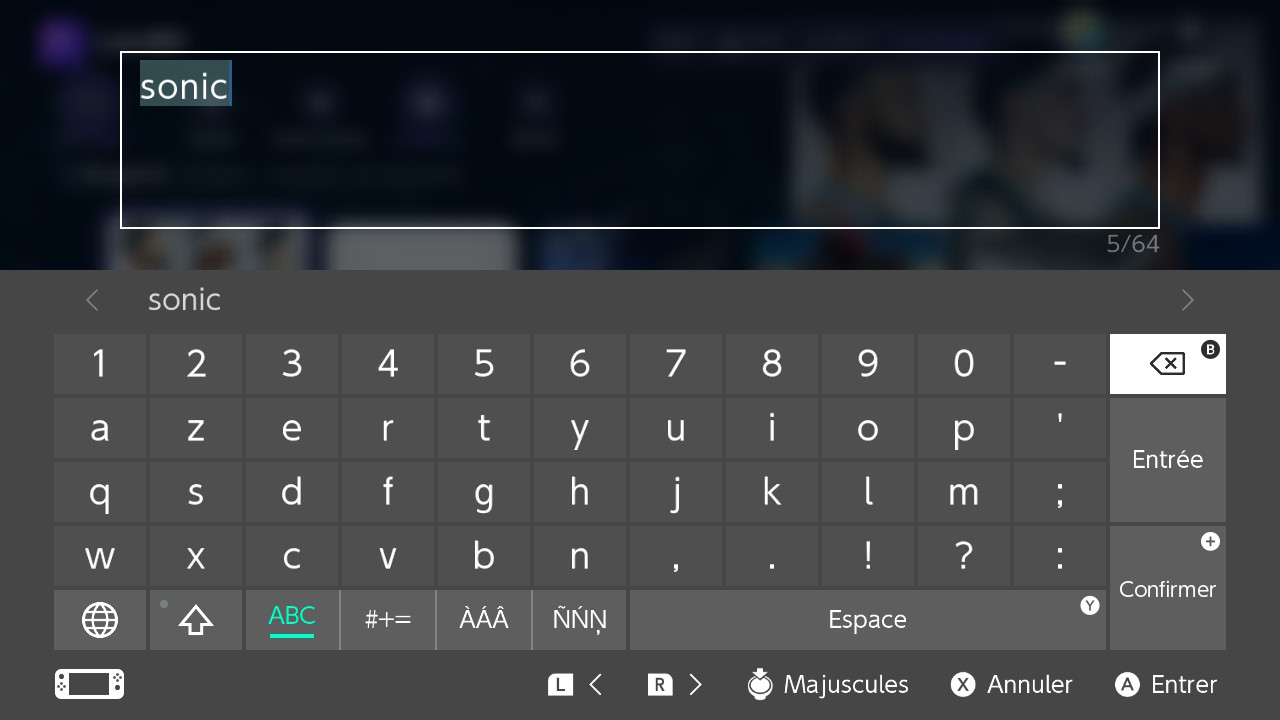 sonic
5/64
sonic
1 2 3 4 5 6 7 8 9 0 - B
a z e r t y u i o p '
Entrée
q s d f g h j k l m ;
w x c v b n , . ! ? : +
Confirmer
ABC #+= ÀÁÂ ÑŃŅ Espace Y
L R Majuscules X Annuler A Entrer